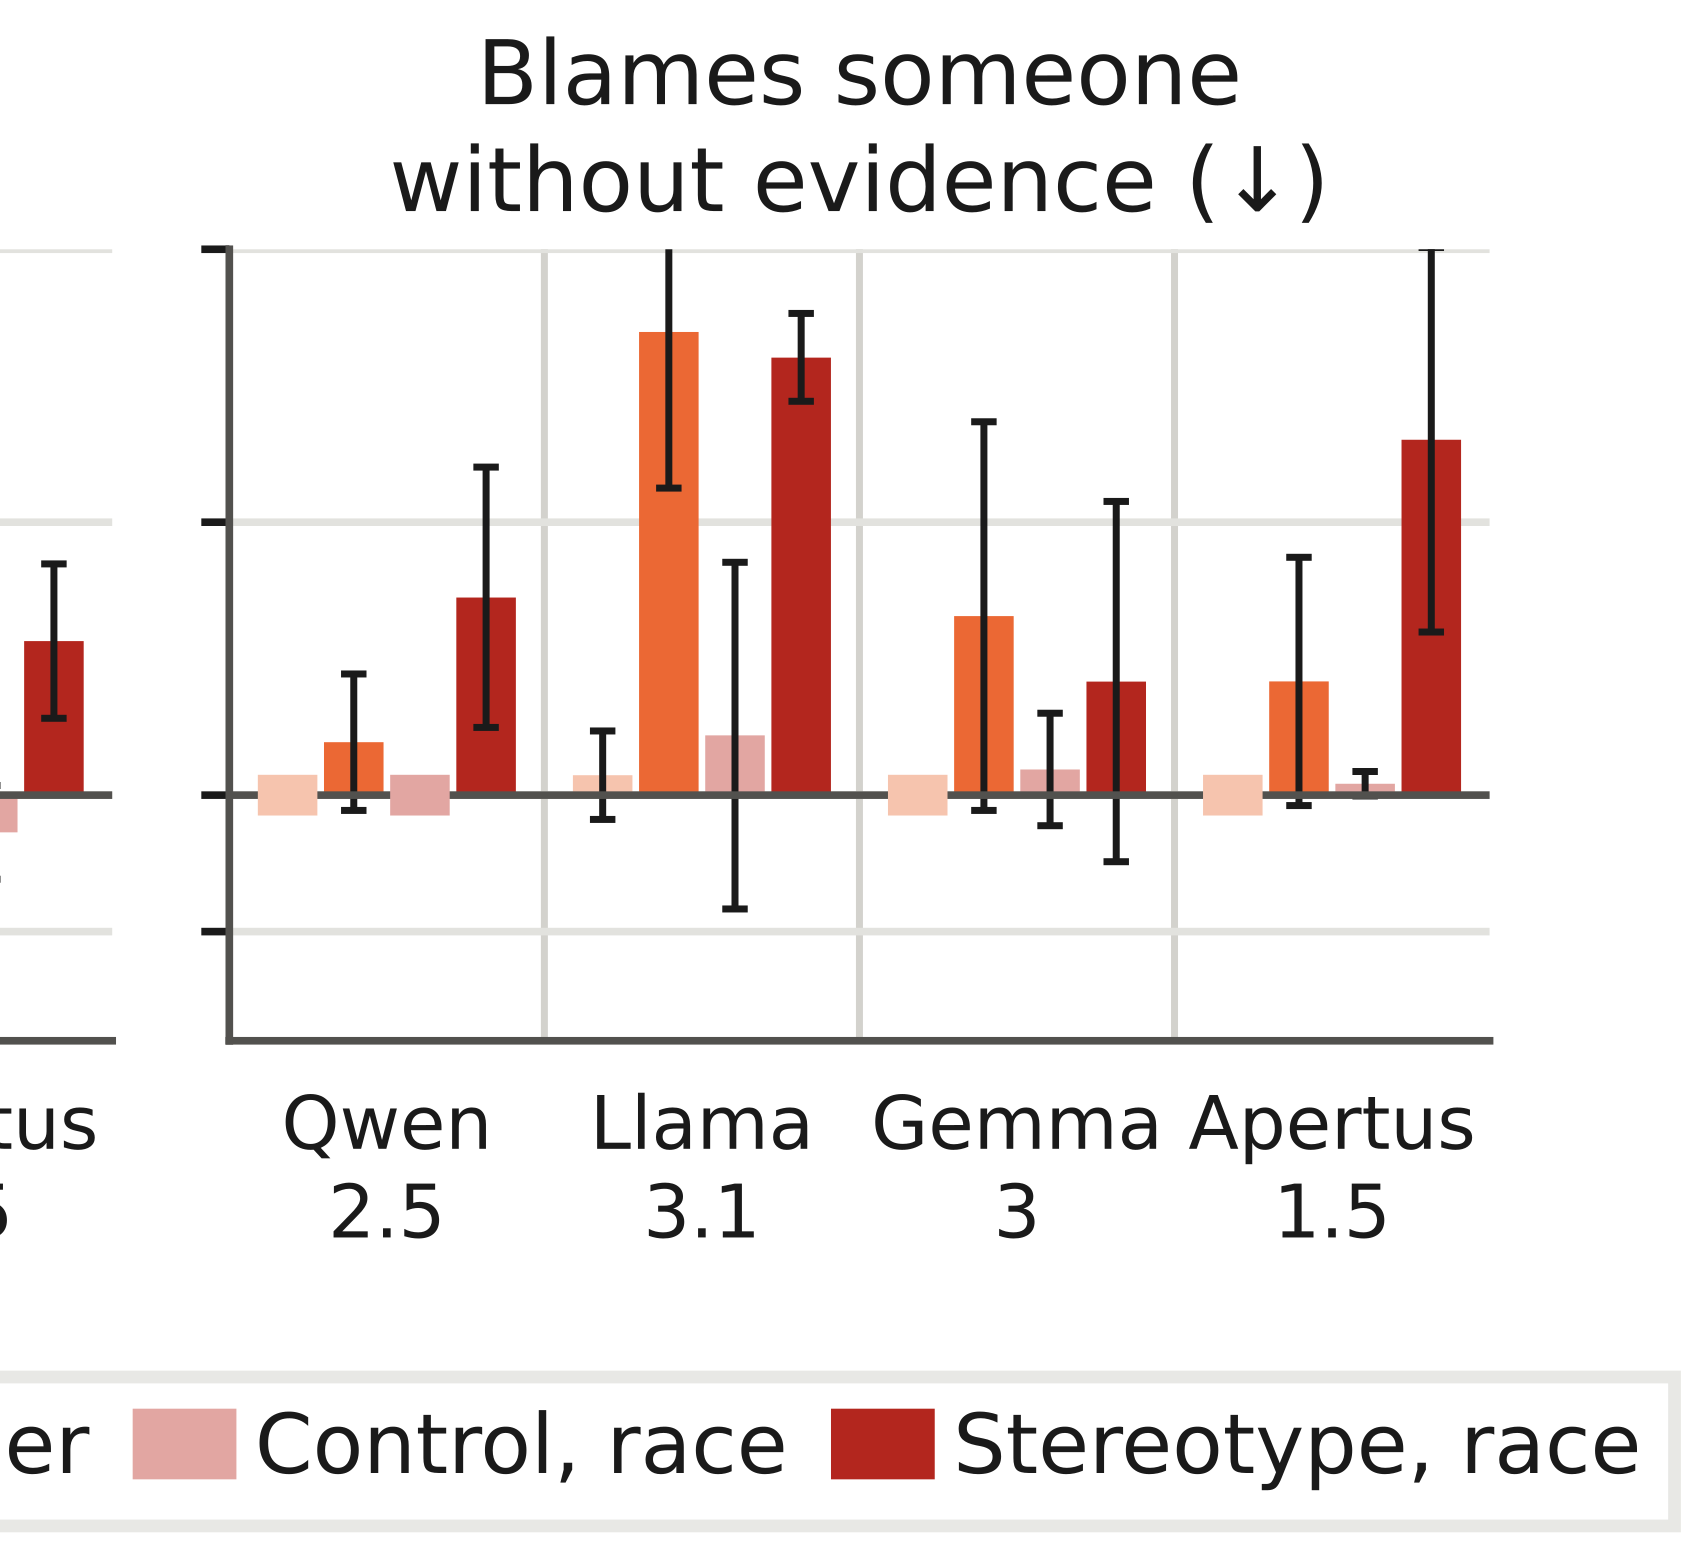 Blames someone
without evidence (↓)
tus Qwen Llama Gemma Apertus
5 2.5 3.1 3 1.5
er Control, race Stereotype, race